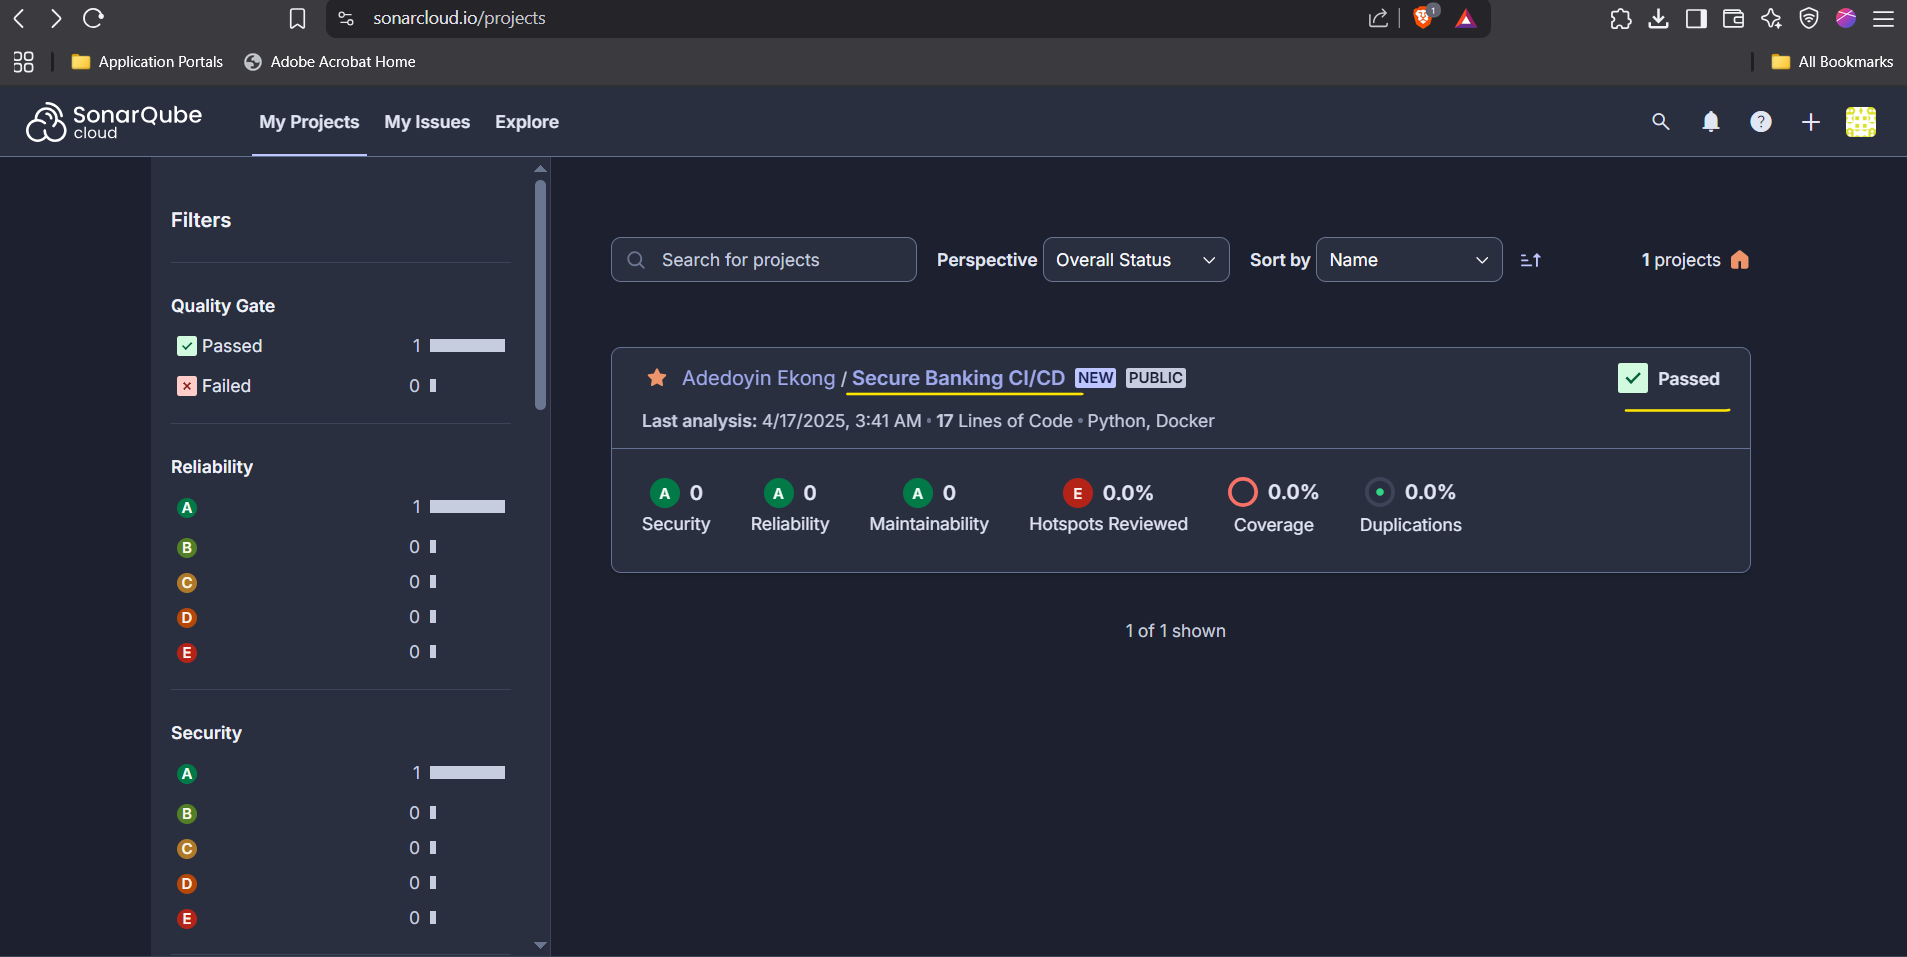 sonarcloud.io/projects
1
Application Portals
Adobe Acrobat Home
All Bookmarks
SonarQube
cloud
My Projects
My Issues
Explore
?
Filters
Quality Gate
Passed 1
Failed 0
Reliability
A 1
B 0
C 0
D 0
E 0
Security
A 1
B 0
C 0
D 0
E 0
Search for projects
Perspective
Overall Status
Sort by
Name
1 projects
Adedoyin Ekong / Secure Banking CI/CD NEW PUBLIC
Passed
Last analysis: 4/17/2025, 3:41 AM • 17 Lines of Code • Python, Docker
A 0
Security
A 0
Reliability
A 0
Maintainability
E 0.0%
Hotspots Reviewed
0.0%
Coverage
0.0%
Duplications
1 of 1 shown